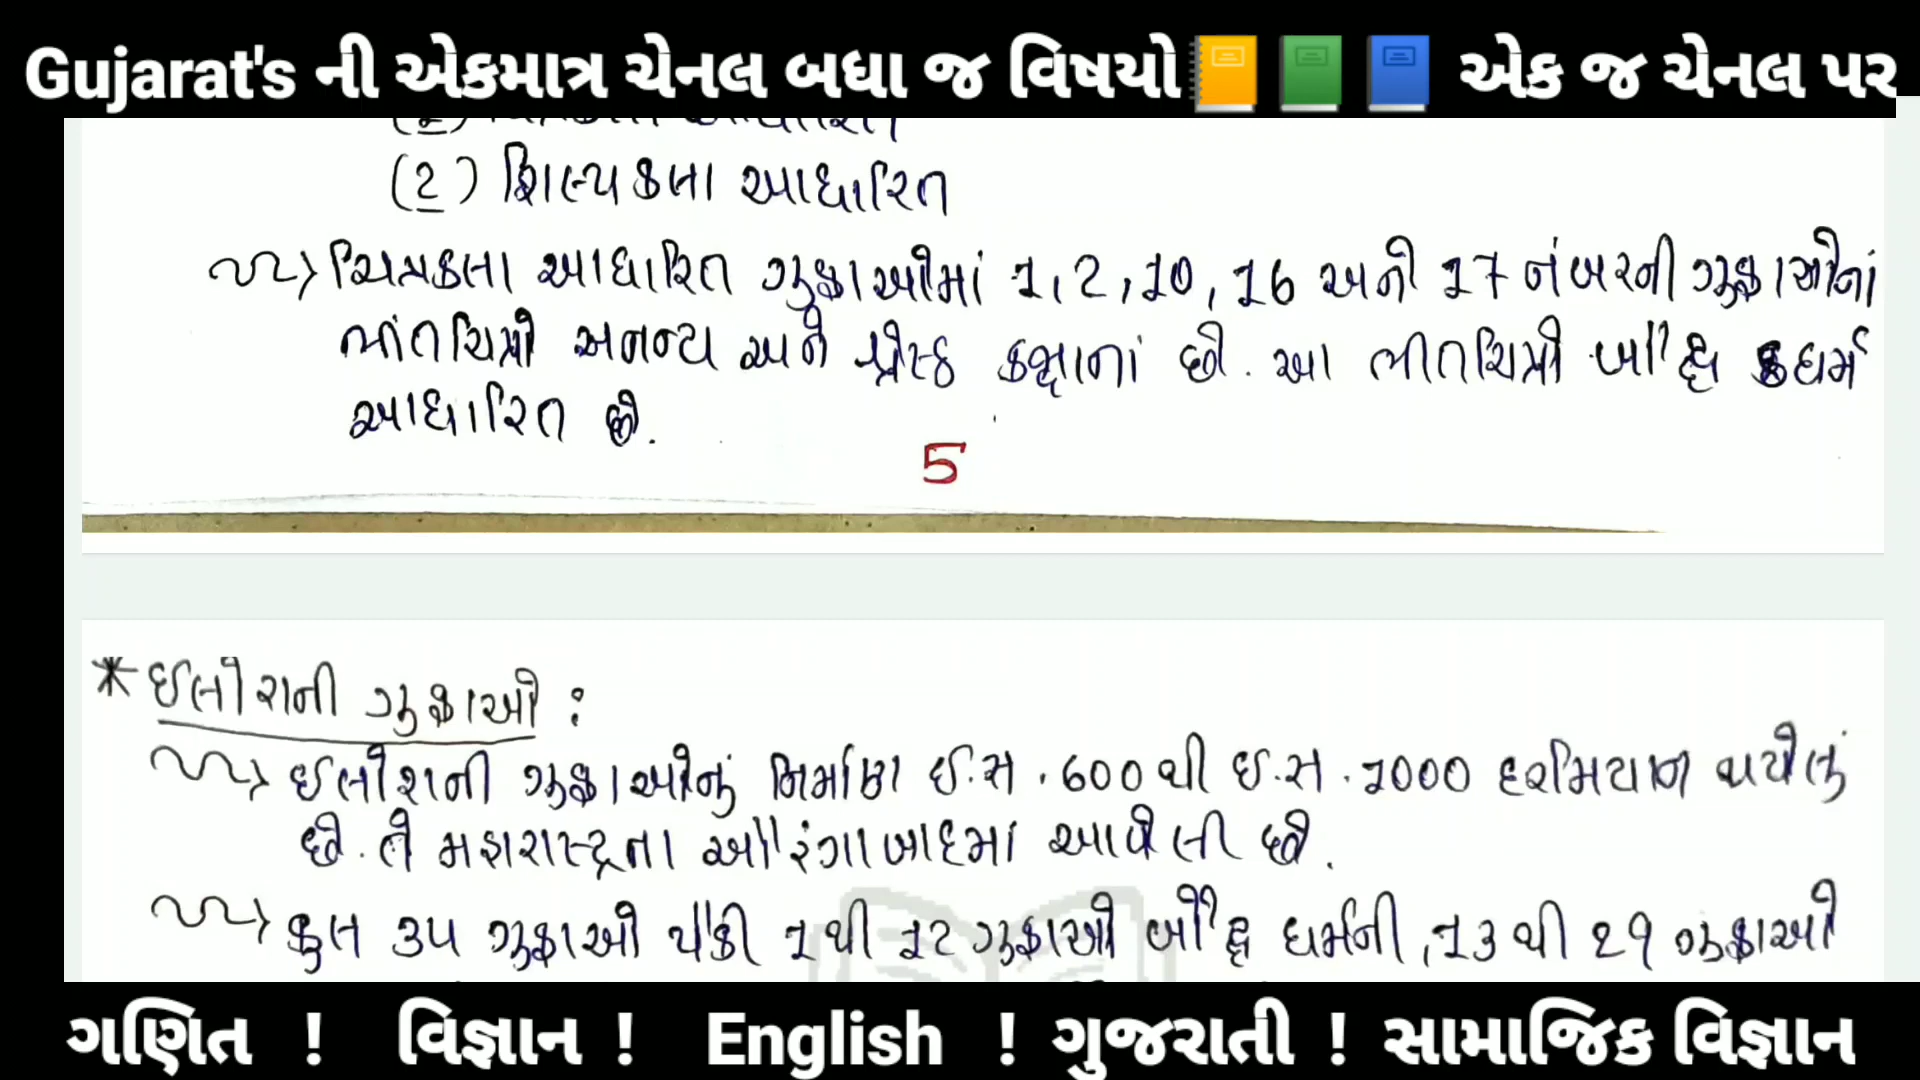 Gujarat's ની એકમાત્ર ચેનલ બધા જ વિષયો📒 📗 📘 એક જ ચેનલ પર
(૨) શિલ્પકલા આધારિત
ચિત્રકલા આધારિત ગુફાઓમાં 1, 2, 10, 16 અને 17 નંબરની ગુફાઓનાં
ભીંતચિત્રો અનન્ય અને શ્રેષ્ઠ કક્ષાનાં છે. આ ભીતચિત્રો બૌદ્ધ ધર્મ
આધારિત છે.
5
* ઈલોરાની ગુફાઓ :
ઈલોરાની ગુફાઓનું નિર્માણ ઈ.સ. 600 થી ઈ.સ. 1000 દરમિયાન થયેલું
છે. તે મહારાષ્ટ્રના ઔરંગાબાદમાં આવેલી છે.
કુલ ૩૫ ગુફાઓ પૈકી 1 થી 12 ગુફાઓ બૌદ્ધ ધર્મની, 13 થી 29 ગુફાઓ
ગણિત ! વિજ્ઞાન ! English ! ગુજરાતી ! સામાજિક વિજ્ઞાન